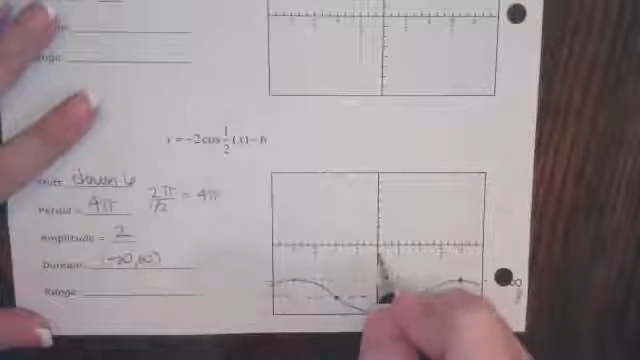 y = -2cos 1/2 (x) - 6
Shift down 6
Period = 4π 2π / 1/2 = 4π
Amplitude = 2
Domain (-∞, ∞)
Range: